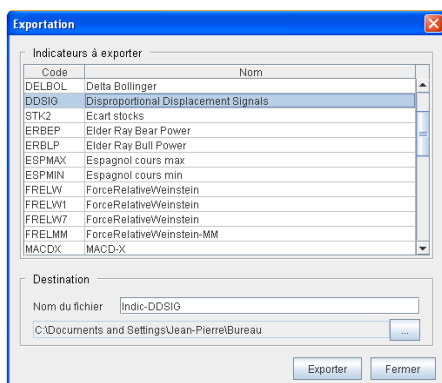 Exportation
Indicateurs à exporter
Code Nom
DELBOL Delta Bollinger
DDSIG Disproportional Displacement Signals
STK2 Ecart stocks
ERBEP Elder Ray Bear Power
ERBLP Elder Ray Bull Power
ESPMAX Espagnol cours max
ESPMIN Espagnol cours min
FRELW ForceRelativeWeinstein
FRELW1 ForceRelativeWeinstein
FRELW7 ForceRelativeWeinstein
FRELMM ForceRelativeWeinstein-MM
MACDX MACD-X
Destination
Nom du fichier Indic-DDSIG
C:\Documents and Settings\Jean-Pierre\Bureau ...
Exporter Fermer